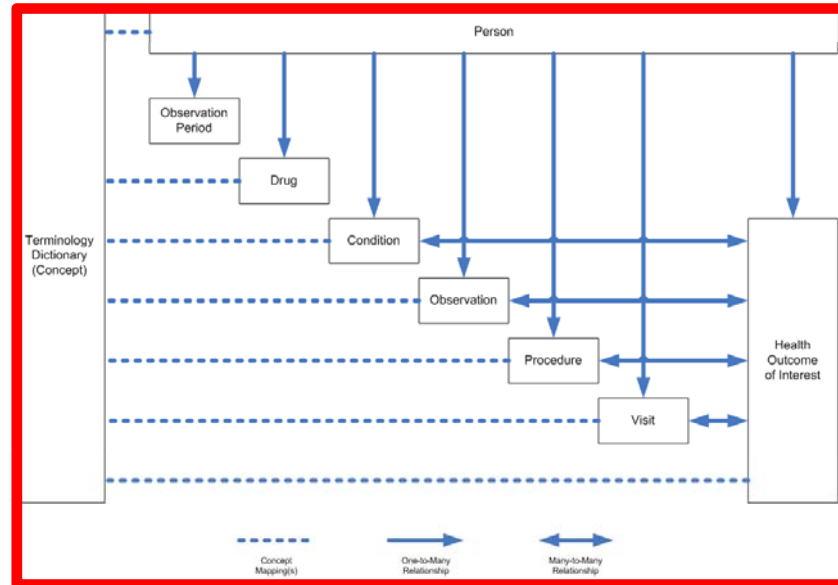 Person
Observation
Period
Drug
Terminology
Dictionary
(Concept)
Condition
Observation
Health
Outcome
of Interest
Procedure
Visit
Concept
Mapping(s)
One-to-Many
Relationship
Many-to-Many
Relationship